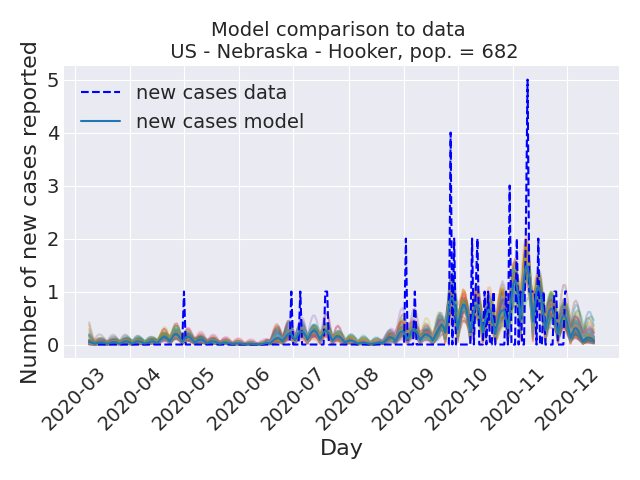 Model comparison to data
US - Nebraska - Hooker, pop. = 682
Number of new cases reported
5
4
3
2
1
0
new cases data
new cases model
2020-03
2020-04
2020-05
2020-06
2020-07
2020-08
2020-09
2020-10
2020-11
2020-12
Day